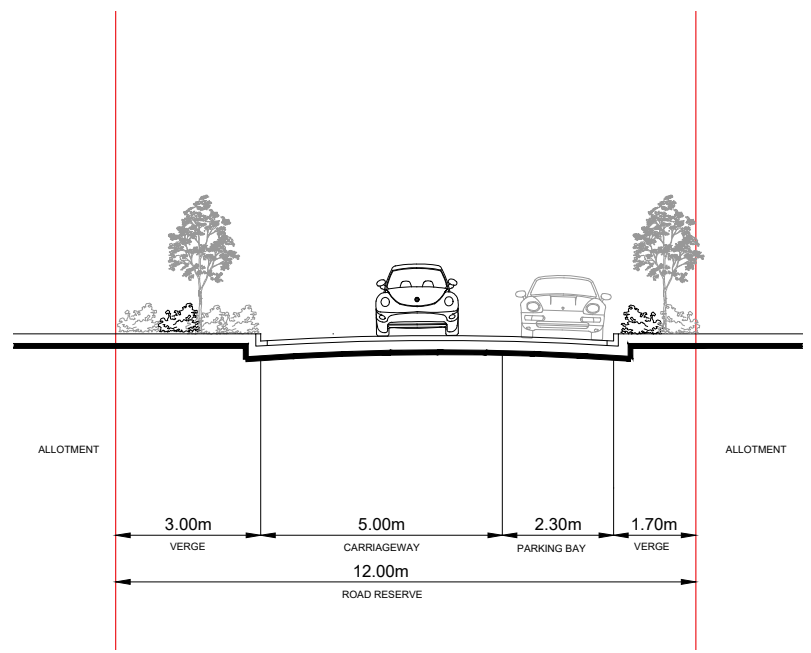 ALLOTMENT
ALLOTMENT
3.00m
5.00m
2.30m
1.70m
VERGE
CARRIAGEWAY
PARKING BAY
VERGE
12.00m
ROAD RESERVE